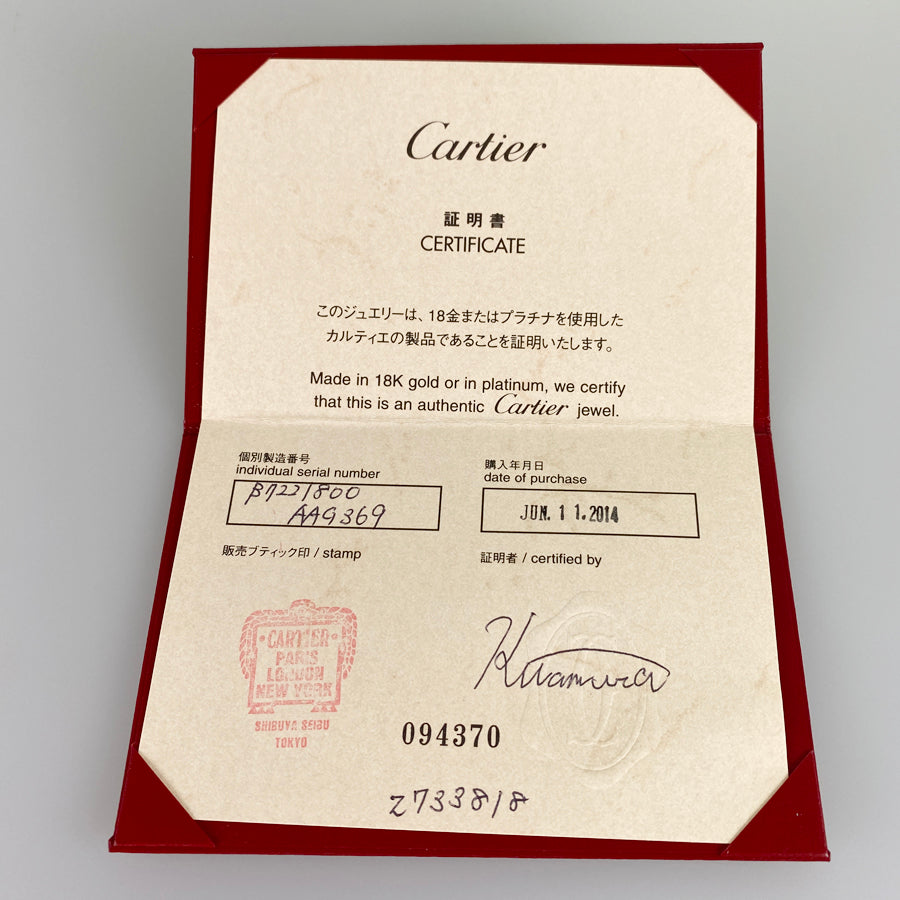 Cartier
証明書
CERTIFICATE
このジュエリーは、18金またはプラチナを使用した
カルティエの製品であることを証明いたします。
Made in 18K gold or in platinum, we certify
that this is an authentic Cartier jewel.
個別製造番号
individual serial number
B7221800
AAG369
購入年月日
date of purchase
JUN. 11. 2014
販売ブティック印 / stamp
証明者 / certified by
·CARTIER·
PARIS
LONDON
NEW YORK
SHIBUYA SEIBU
TOKYO
094370
Z733818